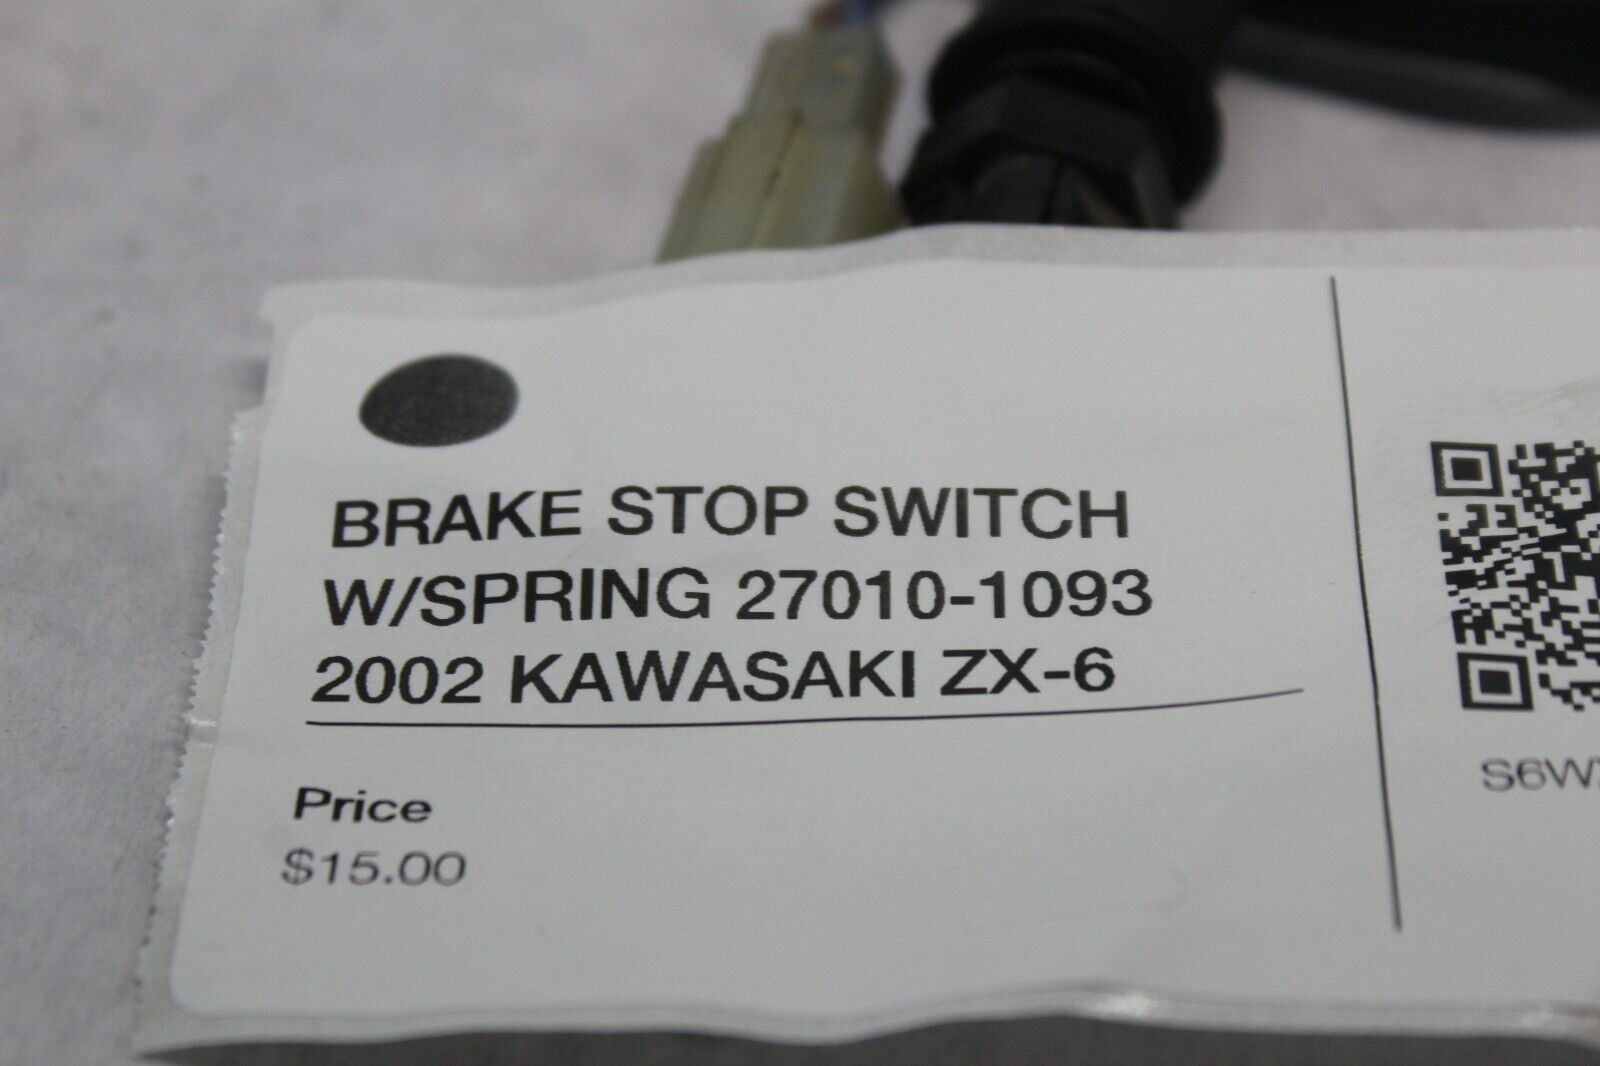 BRAKE STOP SWITCH
W/SPRING 27010-1093
2002 KAWASAKI ZX-6
Price
$15.00